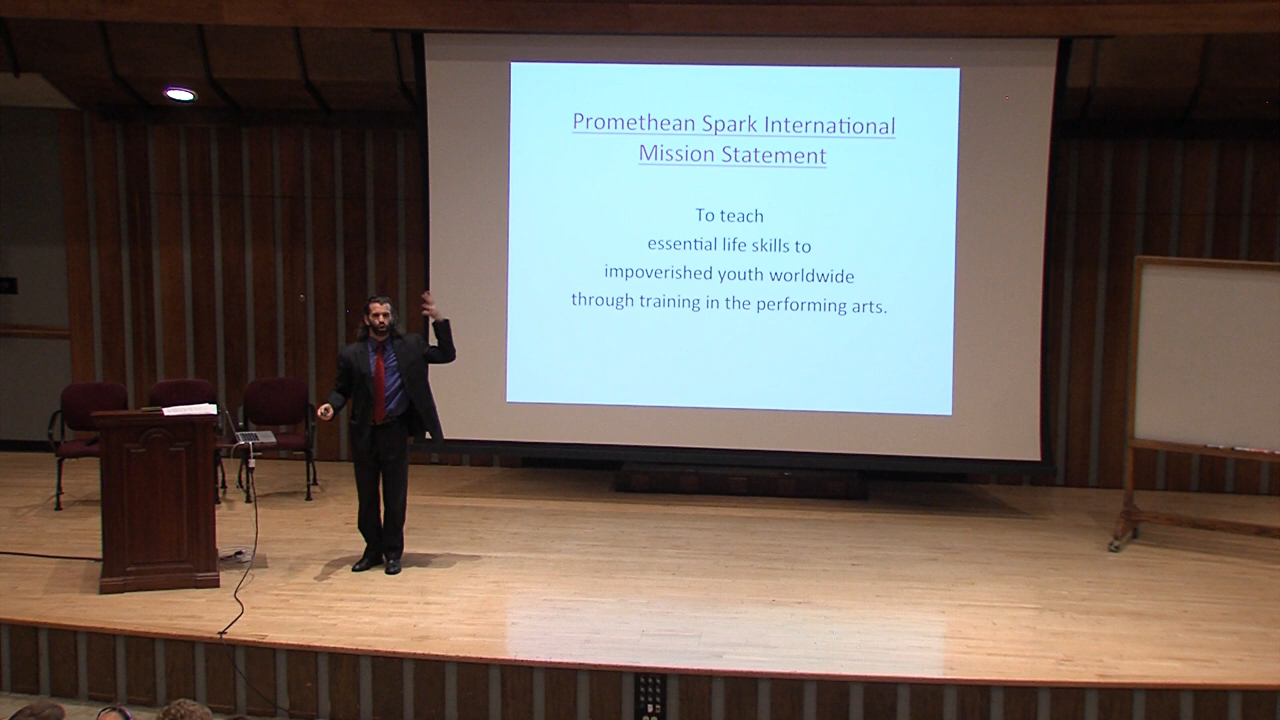 Promethean Spark International
Mission Statement
To teach
essential life skills to
impoverished youth worldwide
through training in the performing arts.